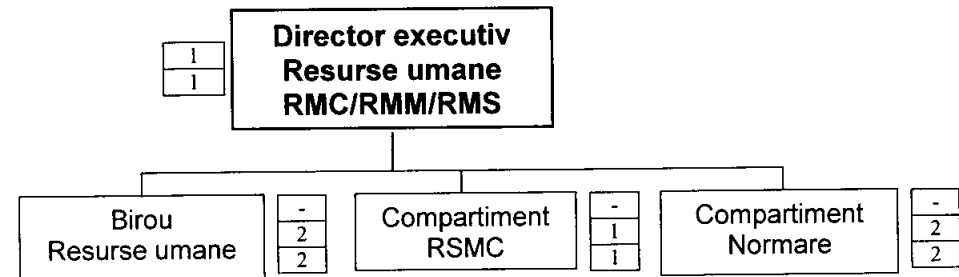 1
1
Director executiv
Resurse umane
RMC/RMM/RMS
Birou
Resurse umane
-
2
2
Compartiment
RSMC
-
1
1
Compartiment
Normare
-
2
2